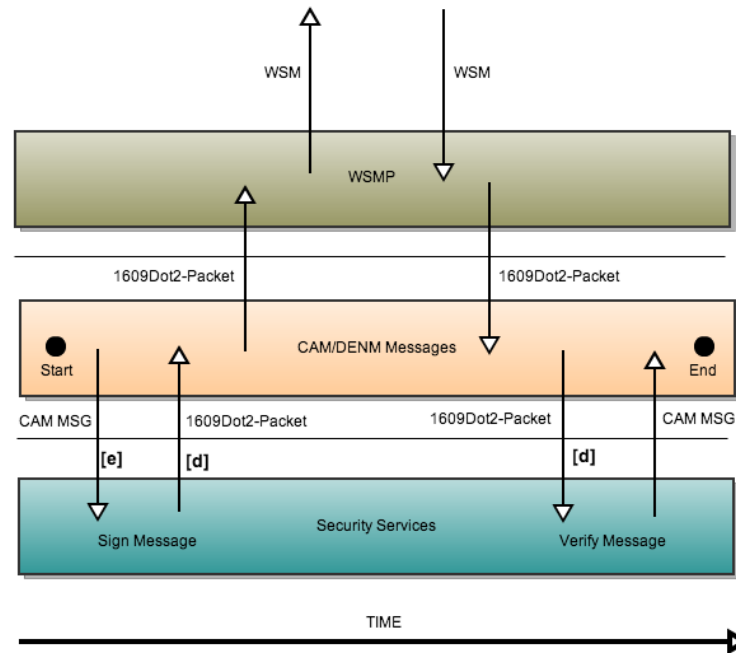 WSM
WSM
WSMP
1609Dot2-Packet
1609Dot2-Packet
CAM/DENM Messages
Start
End
CAM MSG
1609Dot2-Packet
1609Dot2-Packet
CAM MSG
[e]
[d]
[d]
Security Services
Sign Message
Verify Message
TIME